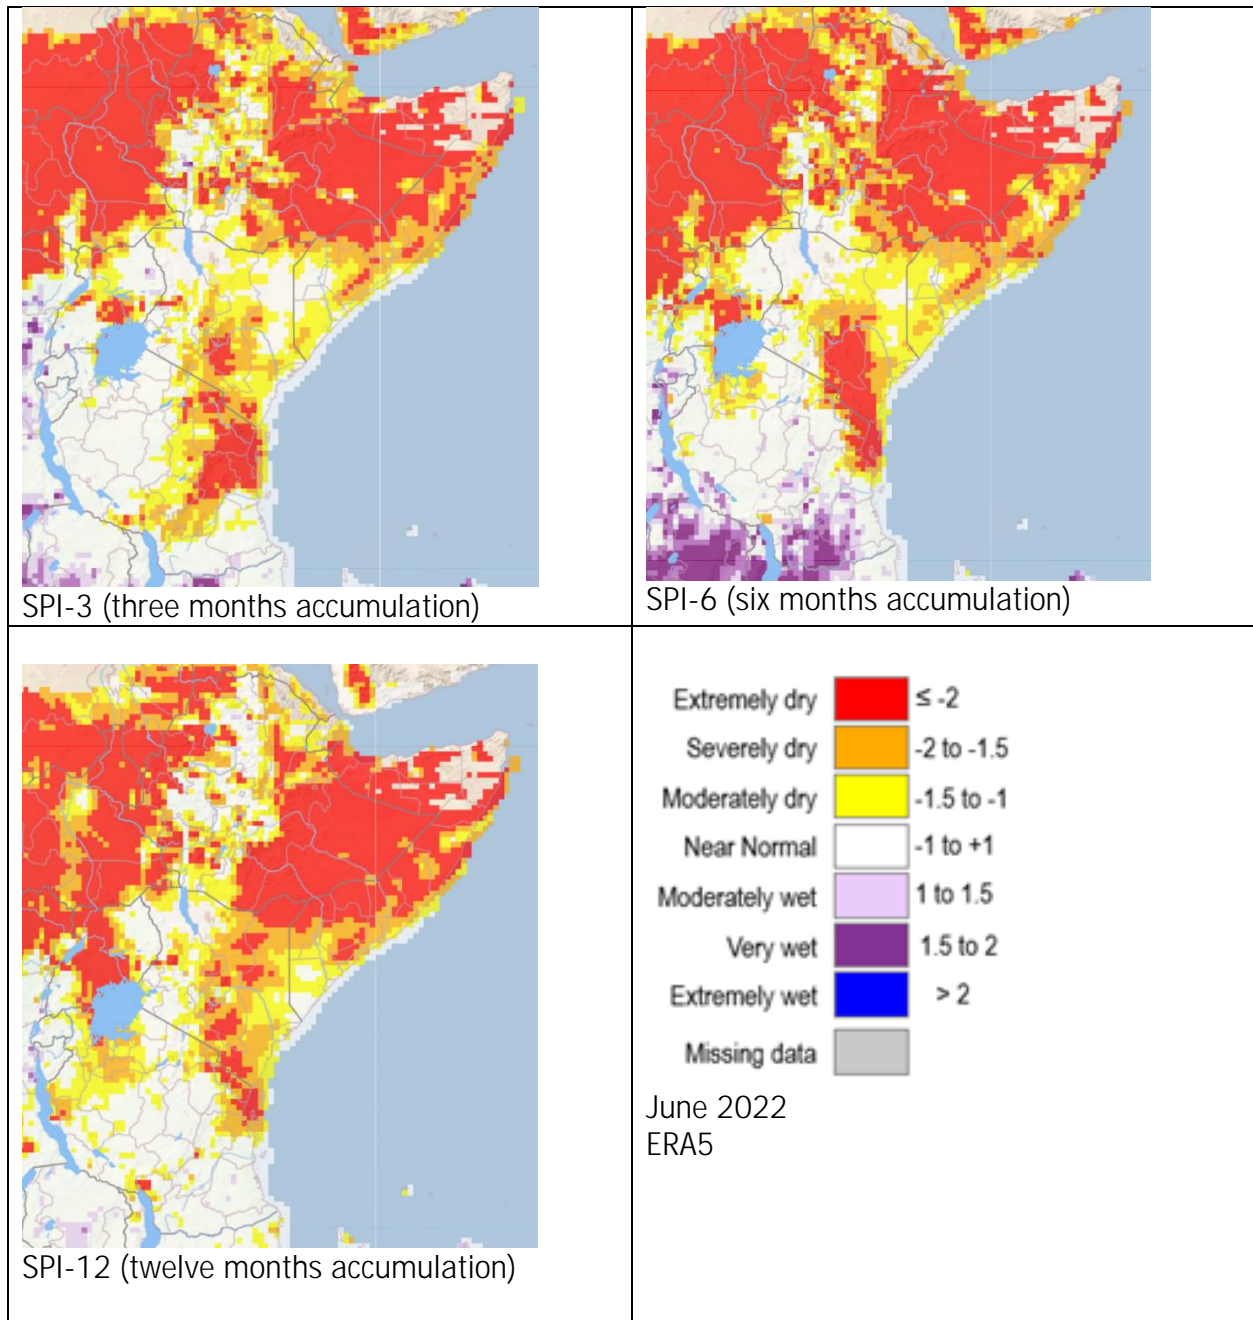 SPI-3 (three months accumulation)
SPI-6 (six months accumulation)
Extremely dry ≤ -2
Severely dry -2 to -1.5
Moderately dry -1.5 to -1
Near Normal -1 to +1
Moderately wet 1 to 1.5
Very wet 1.5 to 2
Extremely wet > 2
Missing data
June 2022
ERA5
SPI-12 (twelve months accumulation)